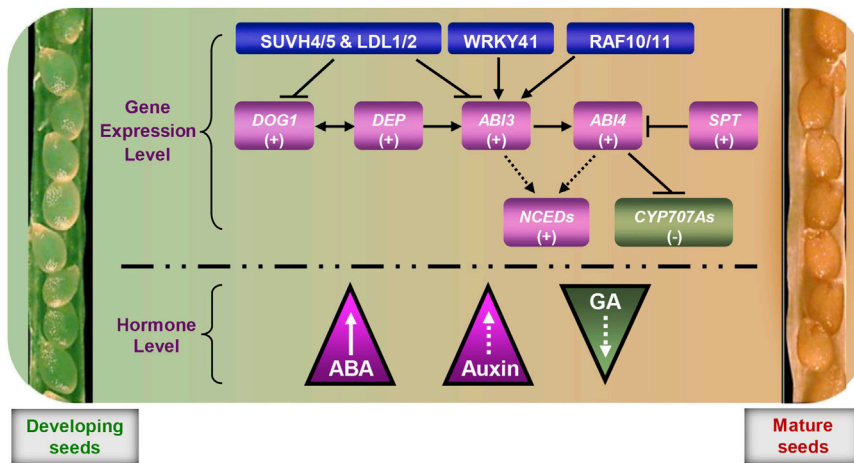 SUVH4/5 & LDL1/2
WRKY41
RAF10/11
Gene
Expression
Level
DOG1
(+)
DEP
(+)
ABI3
(+)
ABI4
(+)
SPT
(+)
NCEDs
(+)
CYP707As
(-)
Hormone
Level
ABA
Auxin
GA
Developing
seeds
Mature
seeds